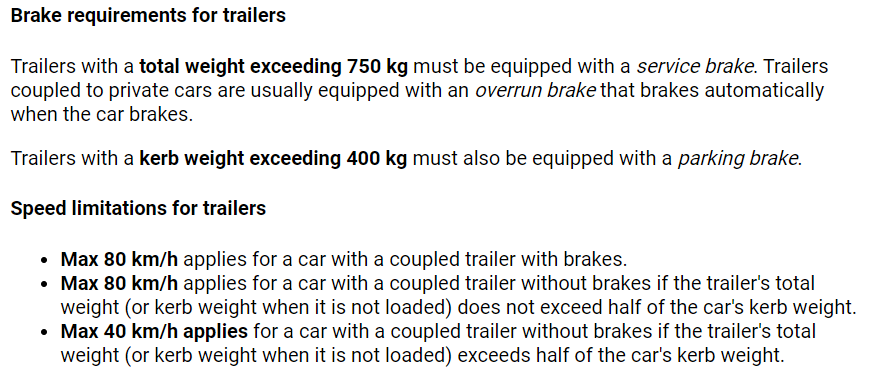 Brake requirements for trailers
Trailers with a total weight exceeding 750 kg must be equipped with a service brake. Trailers
coupled to private cars are usually equipped with an overrun brake that brakes automatically
when the car brakes.
Trailers with a kerb weight exceeding 400 kg must also be equipped with a parking brake.
Speed limitations for trailers
• Max 80 km/h applies for a car with a coupled trailer with brakes.
• Max 80 km/h applies for a car with a coupled trailer without brakes if the trailer's total
weight (or kerb weight when it is not loaded) does not exceed half of the car's kerb weight.
• Max 40 km/h applies for a car with a coupled trailer without brakes if the trailer's total
weight (or kerb weight when it is not loaded) exceeds half of the car's kerb weight.